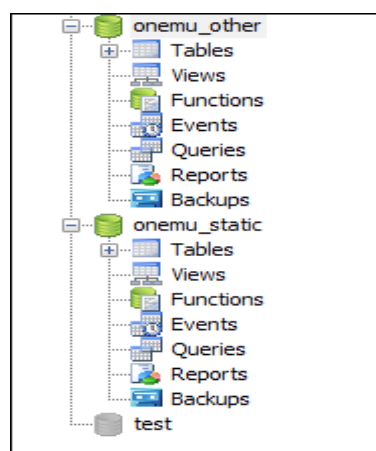 onemu_other
Tables
Views
Functions
Events
Queries
Reports
Backups
onemu_static
Tables
Views
Functions
Events
Queries
Reports
Backups
test